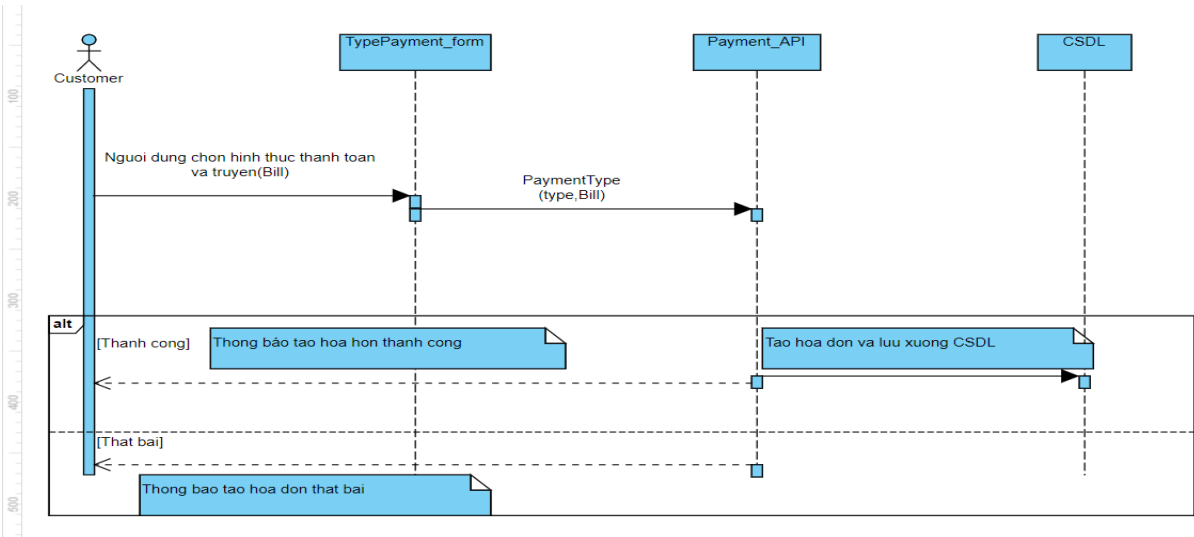 Customer
TypePayment_form
Payment_API
CSDL
100
Nguoi dung chon hinh thuc thanh toan
va truyen(Bill)
PaymentType
(type,Bill)
200
300
alt
[Thanh cong]
Thong báo tao hoa hon thanh cong
Tao hoa don va luu xuong CSDL
400
[That bai]
Thong bao tao hoa don that bai
500